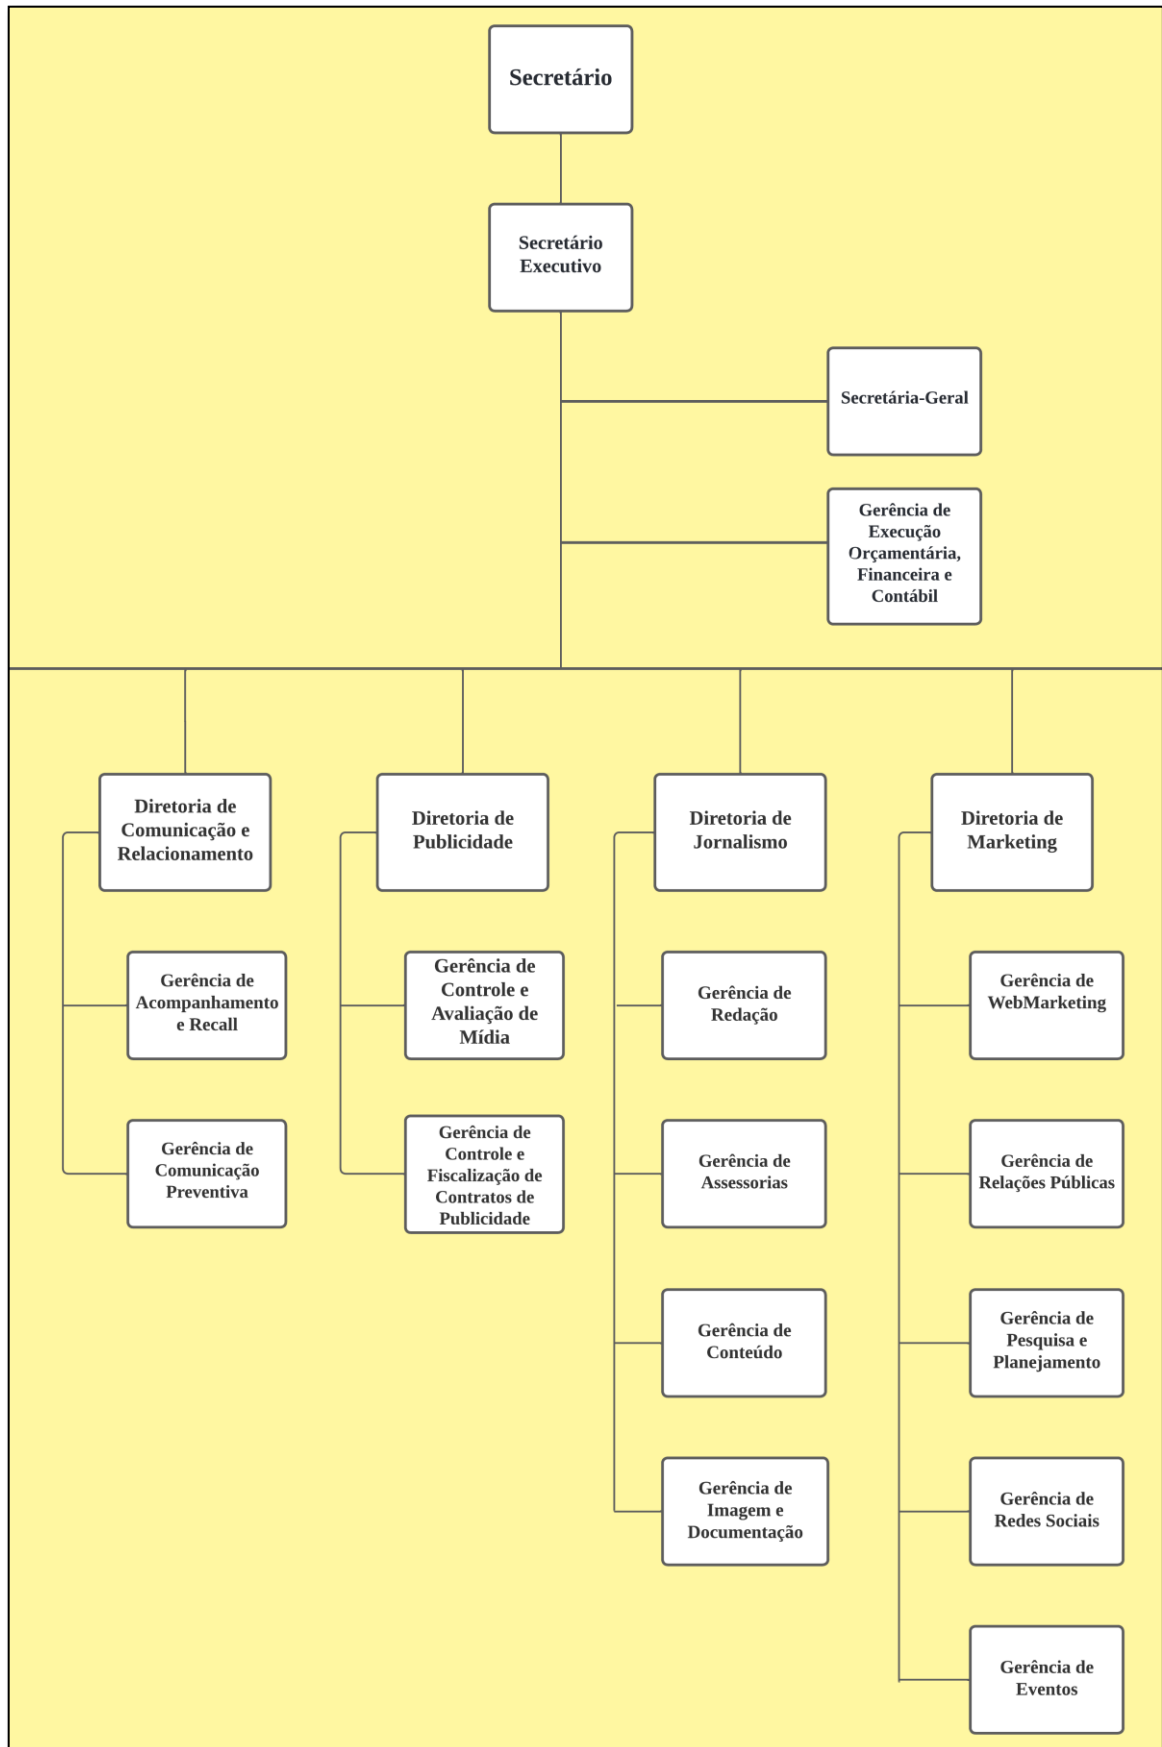 Secretário
Secretário
Executivo
Secretária-Geral
Gerência de
Execução
Orçamentária,
Financeira e
Contábil
Diretoria de
Comunicação e
Relacionamento
Gerência de
Acompanhamento
e Recall
Gerência de
Comunicação
Preventiva
Diretoria de
Publicidade
Gerência de
Controle e
Avaliação de
Mídia
Gerência de
Controle e
Fiscalização de
Contratos de
Publicidade
Diretoria de
Jornalismo
Gerência de
Redação
Gerência de
Assessorias
Gerência de
Conteúdo
Gerência de
Imagem e
Documentação
Diretoria de
Marketing
Gerência de
WebMarketing
Gerência de
Relações Públicas
Gerência de
Pesquisa e
Planejamento
Gerência de
Redes Sociais
Gerência de
Eventos